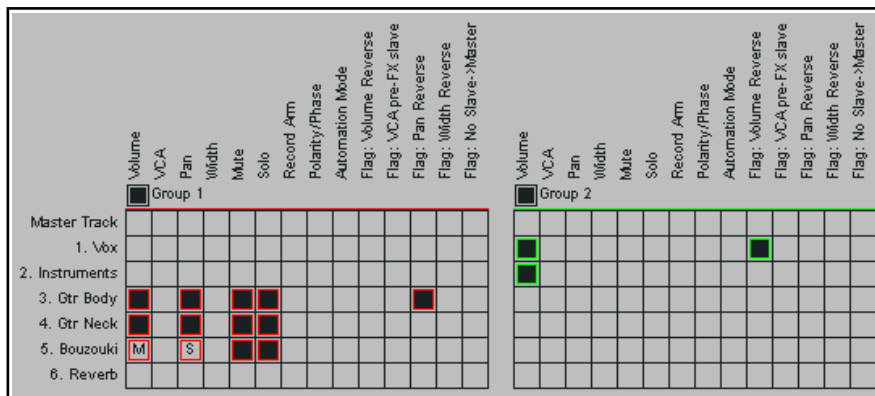 Volume
VCA
Pan
Width
Mute
Solo
Record Arm
Polarity/Phase
Automation Mode
Flag: Volume Reverse
Flag: VCA pre-FX slave
Flag: Pan Reverse
Flag: Width Reverse
Flag: No Slave->Master
Volume
VCA
Pan
Width
Mute
Solo
Record Arm
Polarity/Phase
Automation Mode
Flag: Volume Reverse
Flag: VCA pre-FX slave
Flag: Pan Reverse
Flag: Width Reverse
Flag: No Slave->Master
Group 1
Group 2
Master Track
1. Vox
2. Instruments
3. Gtr Body
4. Gtr Neck
5. Bouzouki M S
6. Reverb